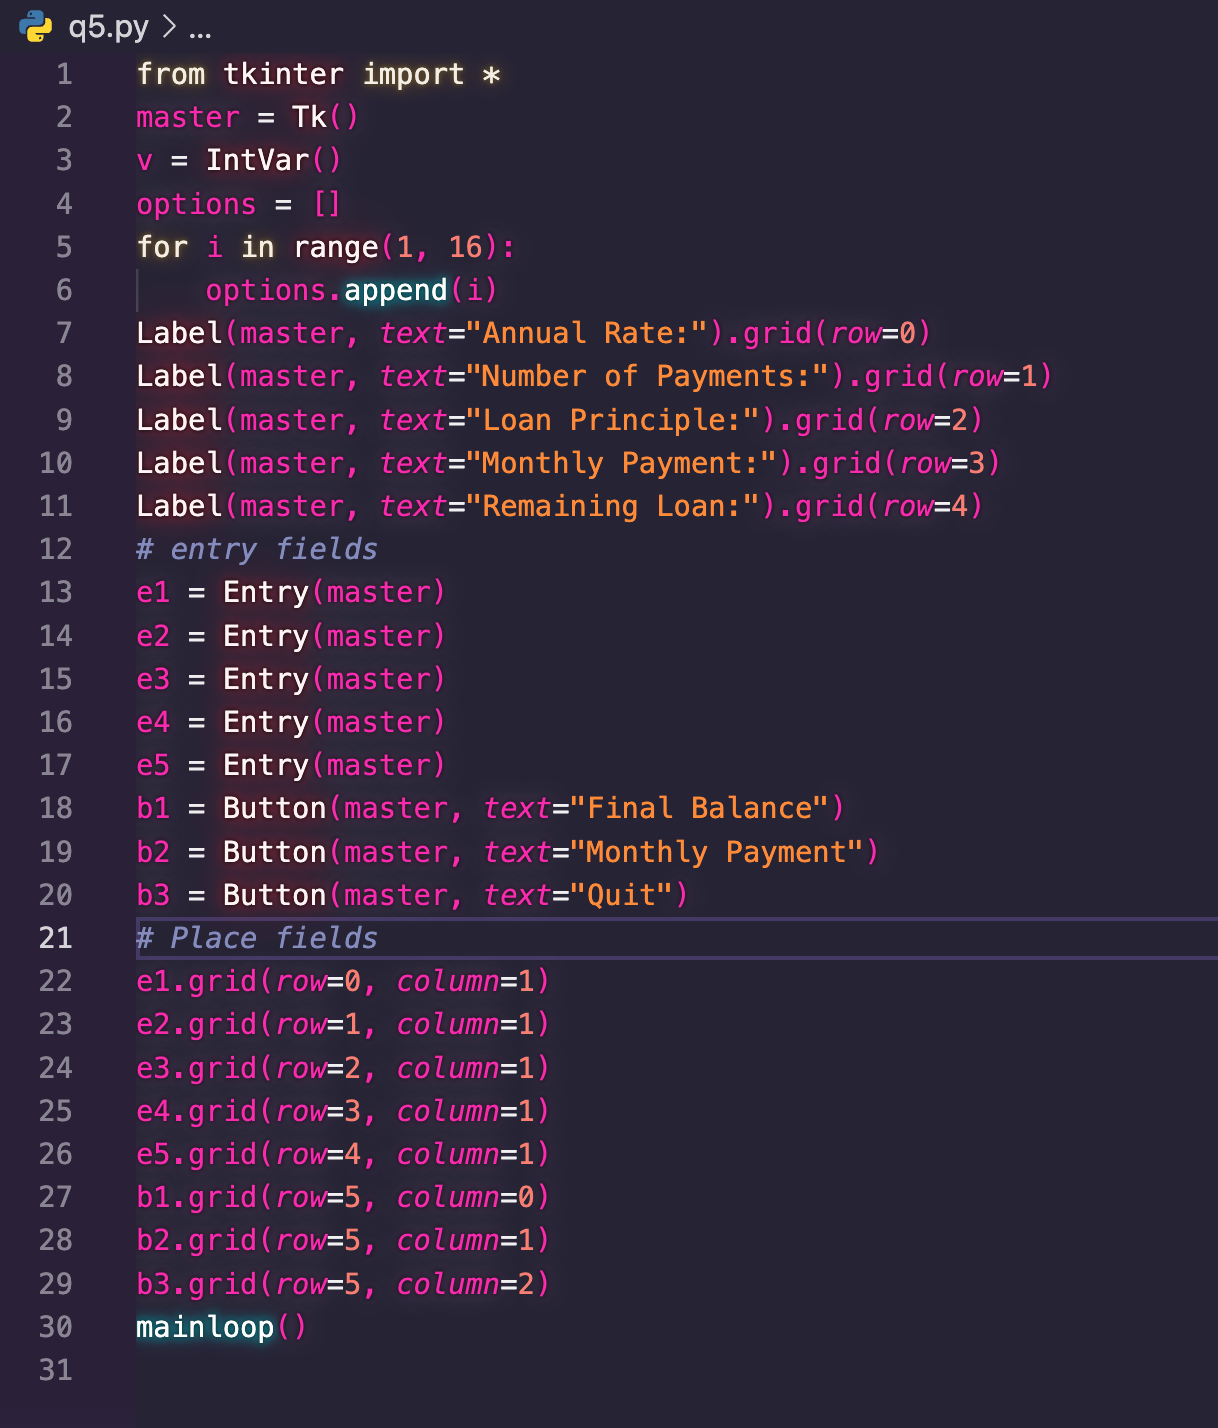 q5.py > ...
1 from tkinter import *
2 master = Tk()
3 v = IntVar()
4 options = []
5 for i in range(1, 16):
6     options.append(i)
7 Label(master, text="Annual Rate:").grid(row=0)
8 Label(master, text="Number of Payments:").grid(row=1)
9 Label(master, text="Loan Principle:").grid(row=2)
10 Label(master, text="Monthly Payment:").grid(row=3)
11 Label(master, text="Remaining Loan:").grid(row=4)
12 # entry fields
13 e1 = Entry(master)
14 e2 = Entry(master)
15 e3 = Entry(master)
16 e4 = Entry(master)
17 e5 = Entry(master)
18 b1 = Button(master, text="Final Balance")
19 b2 = Button(master, text="Monthly Payment")
20 b3 = Button(master, text="Quit")
21 # Place fields
22 e1.grid(row=0, column=1)
23 e2.grid(row=1, column=1)
24 e3.grid(row=2, column=1)
25 e4.grid(row=3, column=1)
26 e5.grid(row=4, column=1)
27 b1.grid(row=5, column=0)
28 b2.grid(row=5, column=1)
29 b3.grid(row=5, column=2)
30 mainloop()
31